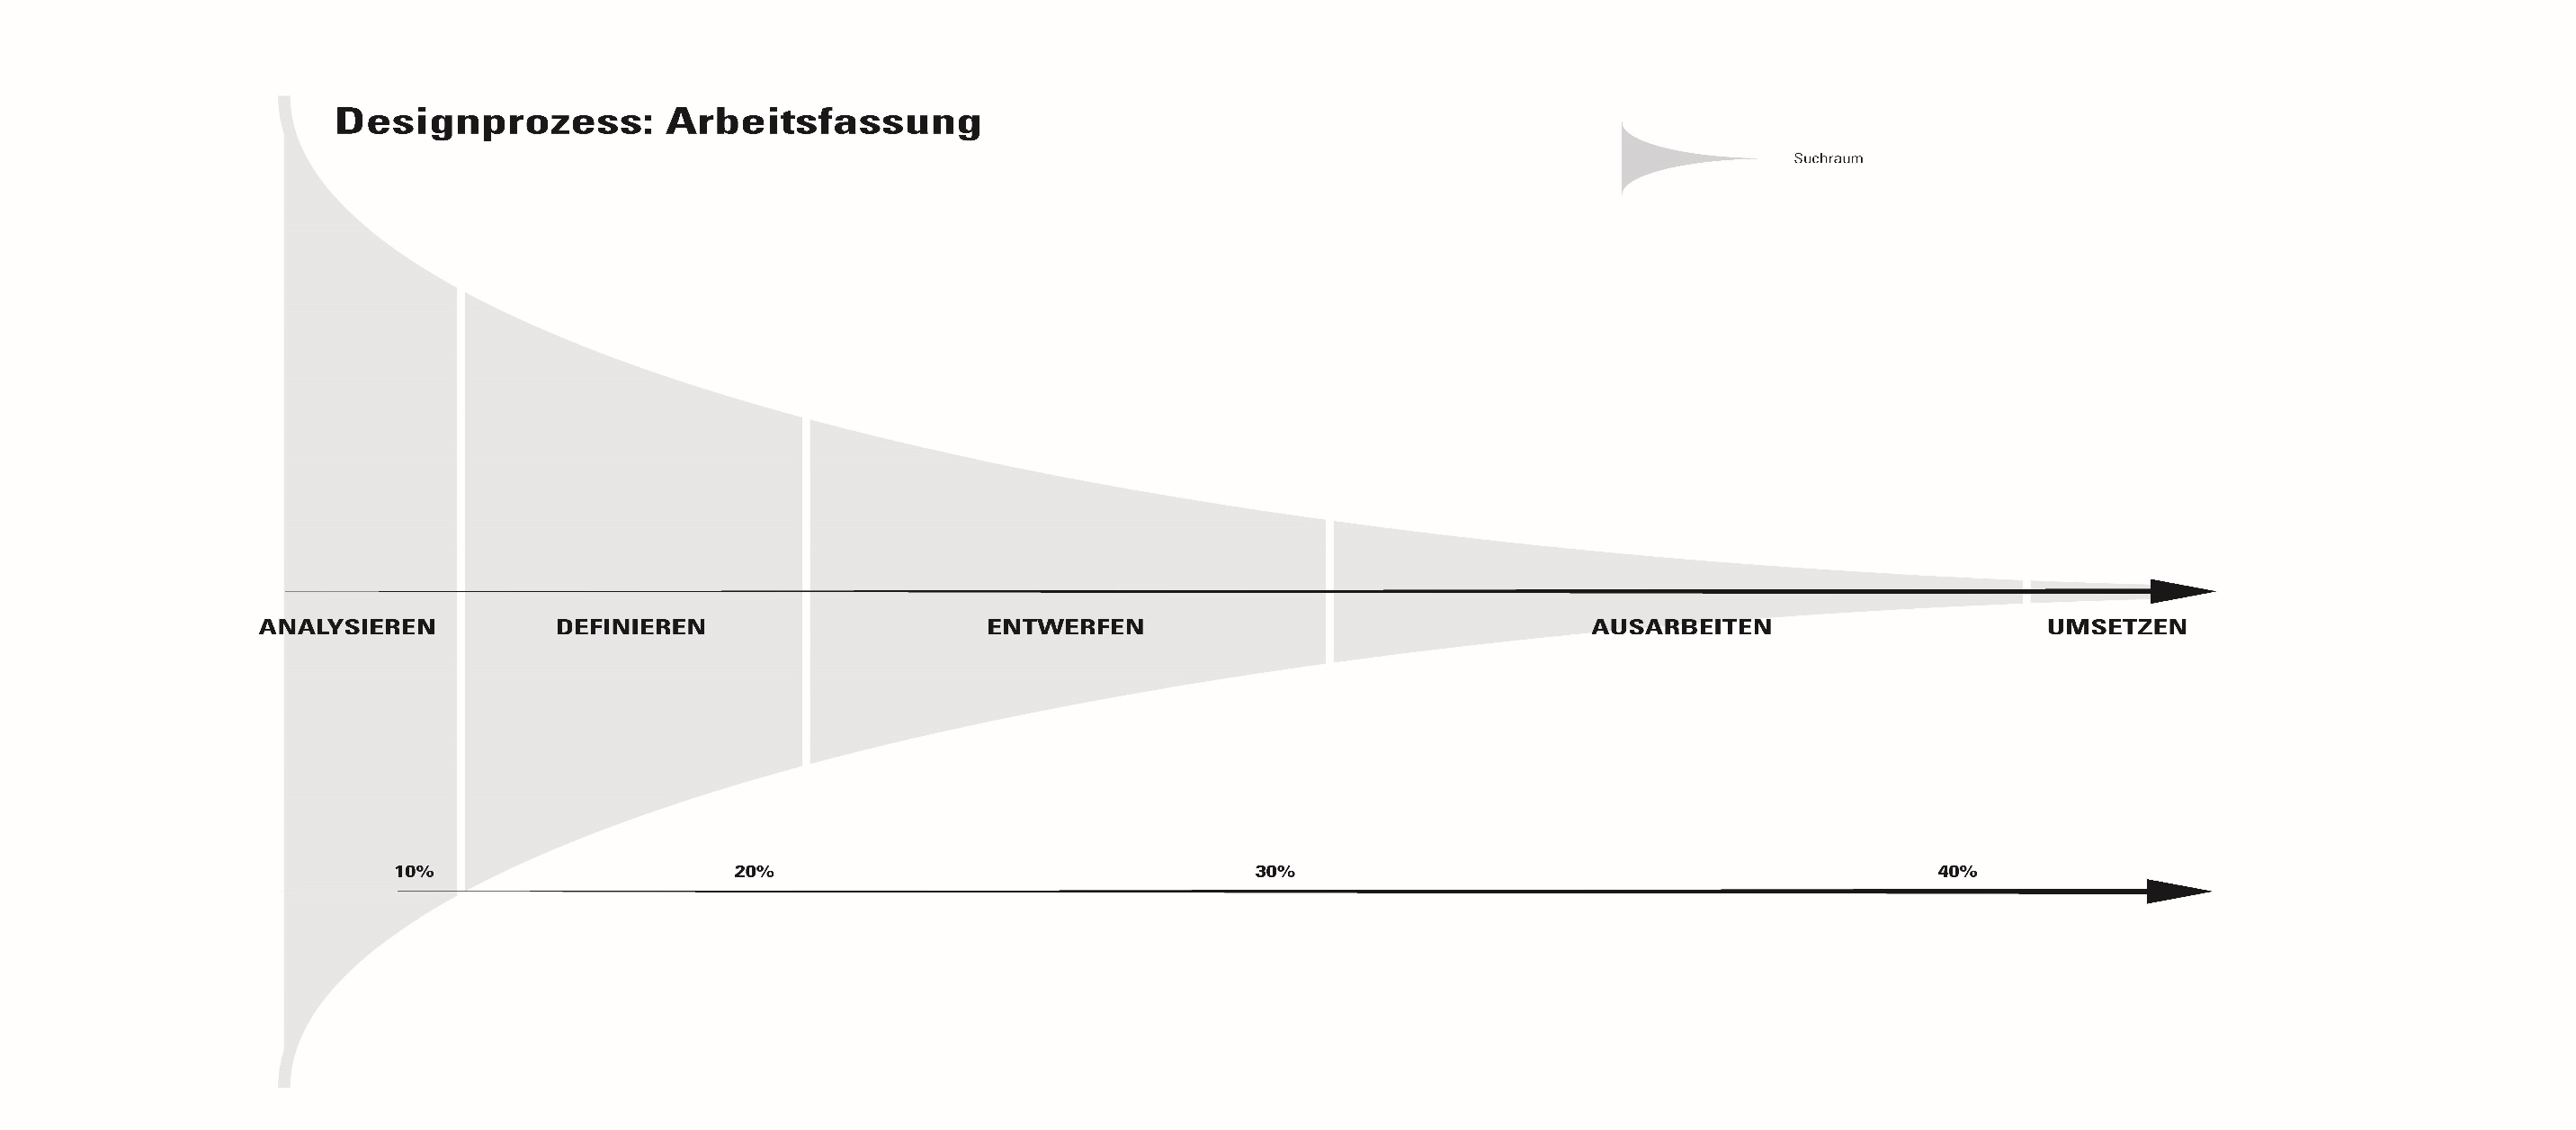 Designprozess: Arbeitsfassung
Suchraum
ANALYSIEREN
DEFINIEREN
ENTWERFEN
AUSARBEITEN
UMSETZEN
10%
20%
30%
40%